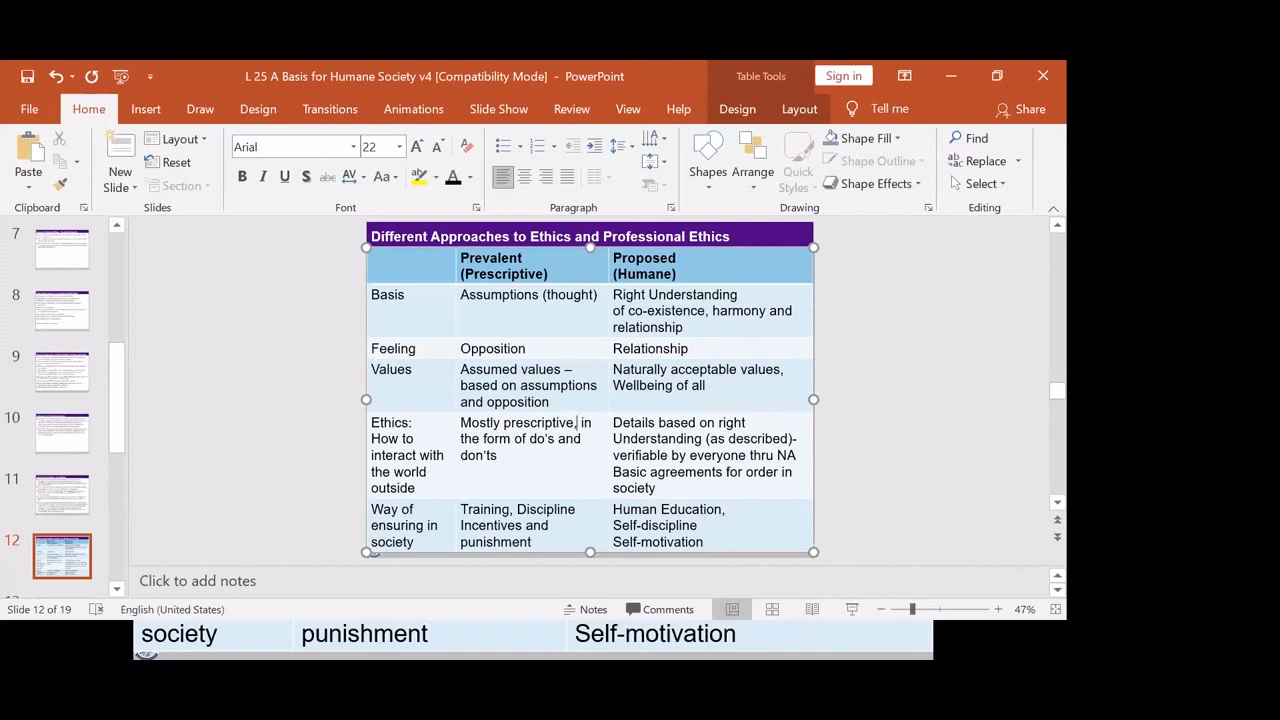 L 25 A Basis for Humane Society v4 [Compatibility Mode] - PowerPoint
Table Tools
Sign in
File Home Insert Draw Design Transitions Animations Slide Show Review View Help Design Layout Tell me Share
Paste
New Slide
Layout
Reset
Section
Arial
22
B I U S abc AV Aa A
Shapes
Arrange
Quick Styles
Shape Fill
Shape Outline
Shape Effects
Find
Replace
Select
Clipboard Slides Font Paragraph Drawing Editing
7
8
9
10
11
12
Different Approches to Ethics and Professional Ethics
Prevalent
(Prescriptive)
Proposed
(Humane)
Basis
Assumptions (thought)
Right Understanding
of co-existence, harmony and
relationship
Feeling
Opposition
Relationship
Values
Assumed values –
based on assumptions
and opposition
Naturally acceptable values,
Wellbeing of all
Ethics:
How to
interact with
the world
outside
Mostly prescriptive, in
the form of do's and
don'ts
Details based on right
Understanding (as described)-
verifiable by everyone thru NA
Basic agreements for order in
society
Way of
ensuring in
society
Training, Discipline
Incentives and
punishment
Human Education,
Self-discipline
Self-motivation
Click to add notes
Slide 12 of 19 English (United States) Notes Comments 47%
society punishment Self-motivation